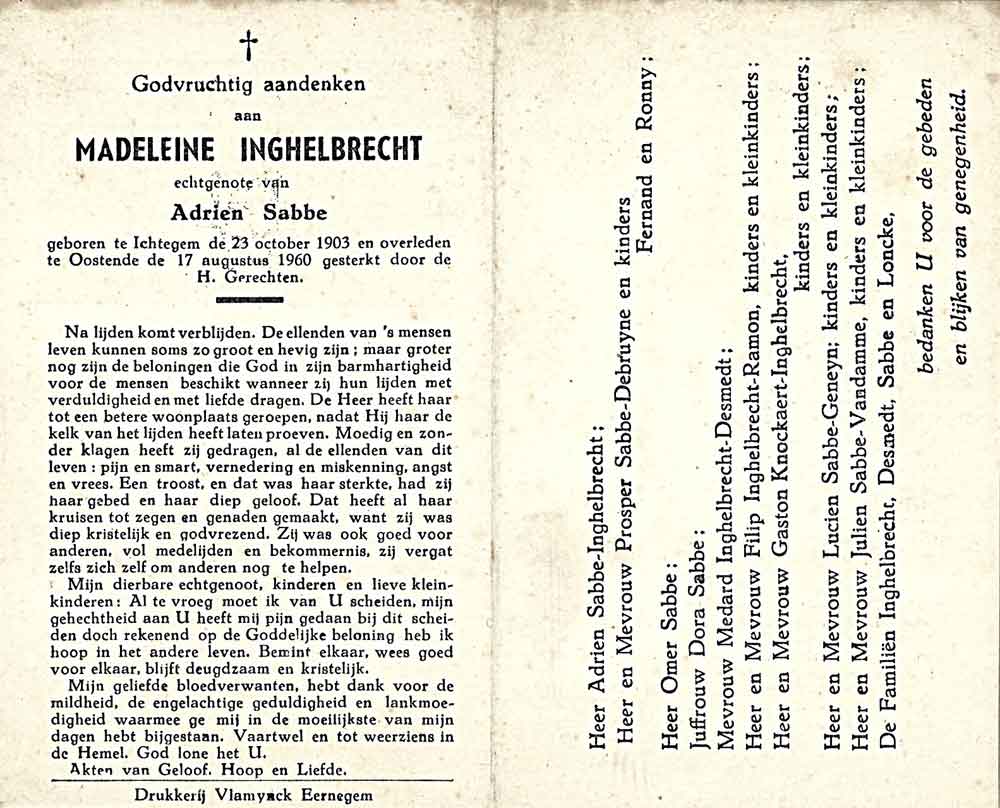 Godvruchtig aandenken
aan
MADELEINE INGHELBRECHT
echtgenote van
Adrien Sabbe
geboren te Ichtegem de 23 october 1903 en overleden
te Oostende de 17 augustus 1960 gesterkt door de
H. Gerechten.
Na lijden komt verblijden. De ellenden van 's mensen
leven kunnen soms zo groot en hevig zijn ; maar groter
nog zijn de beloningen die God in zijn barmhartigheid
voor de mensen beschikt wanneer zij hun lijden met
verduldigheid en met liefde dragen. De Heer heeft haar
tot een betere woonplaats geroepen, nadat Hij haar de
kelk van het lijden heeft laten proeven. Moedig en zon-
der klagen heeft zij gedragen, al de ellenden van dit
leven : pijn en smart, vernedering en miskenning, angst
en vrees. Een troost, en dat was haar sterkte, had zij
haar gebed en haar diep geloof. Dat heeft al haar
kruisen tot zegen en genaden gemaakt, want zij was
diep kristelijk en godvrezend. Zij was ook goed voor
anderen, vol medelijden en bekommernis, zij vergat
zelfs zich zelf om anderen nog te helpen.
Mijn dierbare echtgenoot, kinderen en lieve klein-
kinderen : Al te vroeg moet ik van U scheiden, mijn
gehechtheid aan U heeft mij pijn gedaan bij dit schei-
den doch rekenend op de Goddelijke beloning heb ik
hoop in het andere leven. Bemint elkaar, wees goed
voor elkaar, blijft deugdzaam en kristelijk.
Mijn geliefde bloedverwanten, hebt dank voor de
mildheid, de engelachtige geduldigheid en lankmoe-
digheid waarmee ge mij in de moeilijkste van mijn
dagen hebt bijgestaan. Vaartwel en tot weerziens in
de Hemel. God lone het U.
Akten van Geloof. Hoop en Liefde.
Drukkerij Vlamynck Eernegem
Heer Adrien Sabbe-Inghelbrecht ;
Heer en Mevrouw Prosper Sabbe-Debruyne en kinders
Fernand en Ronny ;
Heer Omer Sabbe ;
Juffrouw Dora Sabbe ;
Mevrouw Medard Inghelbrecht-Desmedt ;
Heer en Mevrouw Filip Inghelbrecht-Ramon, kinders en kleinkinders ;
Heer en Mevrouw Gaston Knockaert-Inghelbrecht,
kinders en kleinkinders ;
Heer en Mevrouw Lucien Sabbe-Geneyn; kinders en kleinkinders ;
Heer en Mevrouw Julien Sabbe-Vandamme, kinders en kleinkinders ;
De Familiën Inghelbrecht, Desmedt, Sabbe en Loncke,
bedanken U voor de gebeden
en blijken van genegenheid.